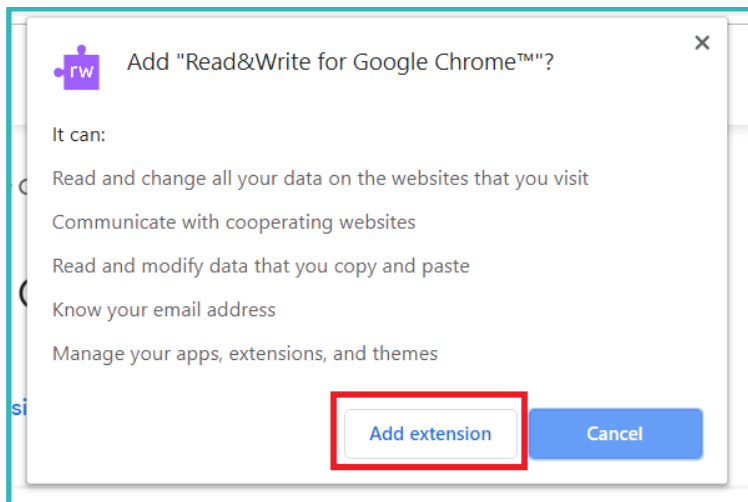 rw
Add "Read&Write for Google Chrome™"?
It can:
Read and change all your data on the websites that you visit
Communicate with cooperating websites
Read and modify data that you copy and paste
Know your email address
Manage your apps, extensions, and themes
si
Add extension Cancel